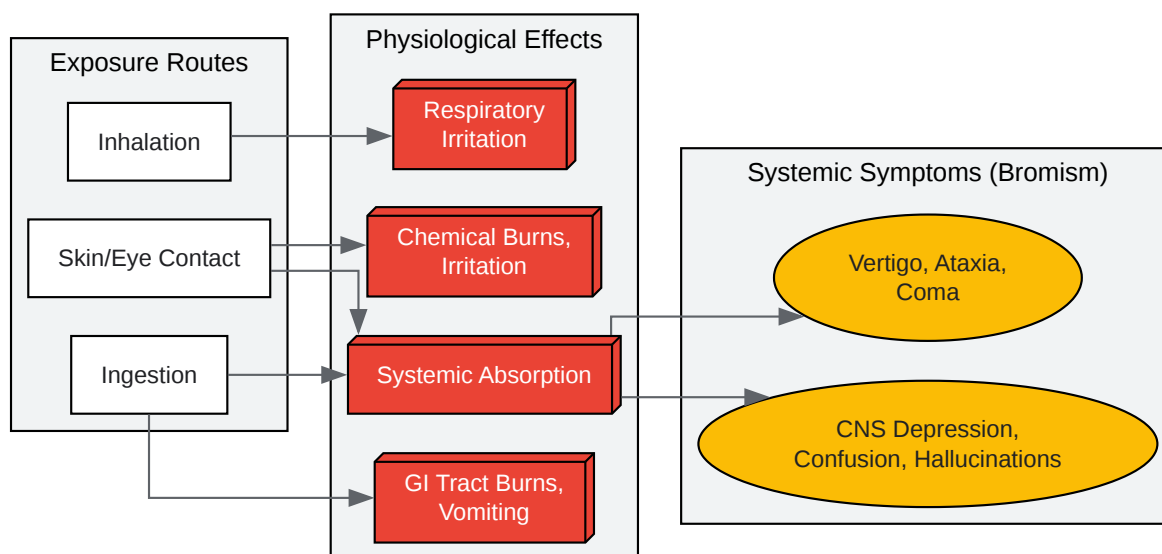 Exposure Routes
Inhalation
Skin/Eye Contact
Ingestion
Physiological Effects
Respiratory
Irritation
Chemical Burns,
Irritation
Systemic Absorption
GI Tract Burns,
Vomiting
Systemic Symptoms (Bromism)
Vertigo, Ataxia,
Coma
CNS Depression,
Confusion, Hallucinations